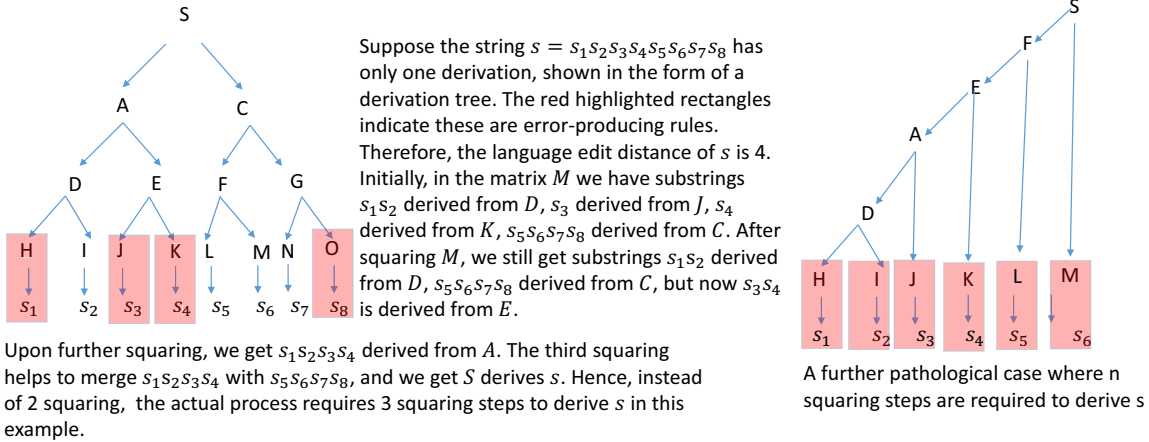 S
A C
D E F G
H I J K L M N O
s₁ s₂ s₃ s₄ s₅ s₆ s₇ s₈
Suppose the string s = s₁s₂s₃s₄s₅s₆s₇s₈ has
only one derivation, shown in the form of a
derivation tree. The red highlighted rectangles
indicate these are error-producing rules.
Therefore, the language edit distance of s is 4.
Initially, in the matrix M we have substrings
s₁s₂ derived from D, s₃ derived from J, s₄
derived from K, s₅s₆s₇s₈ derived from C. After
squaring M, we still get substrings s₁s₂ derived
from D, s₅s₆s₇s₈ derived from C, but now s₃s₄
is derived from E.
Upon further squaring, we get s₁s₂s₃s₄ derived from A. The third squaring
helps to merge s₁s₂s₃s₄ with s₅s₆s₇s₈, and we get S derives s. Hence, instead
of 2 squaring, the actual process requires 3 squaring steps to derive s in this
example.
S
F
E
A
D
H I J K L M
s₁ s₂ s₃ s₄ s₅ s₆
A further pathological case where n
squaring steps are required to derive s